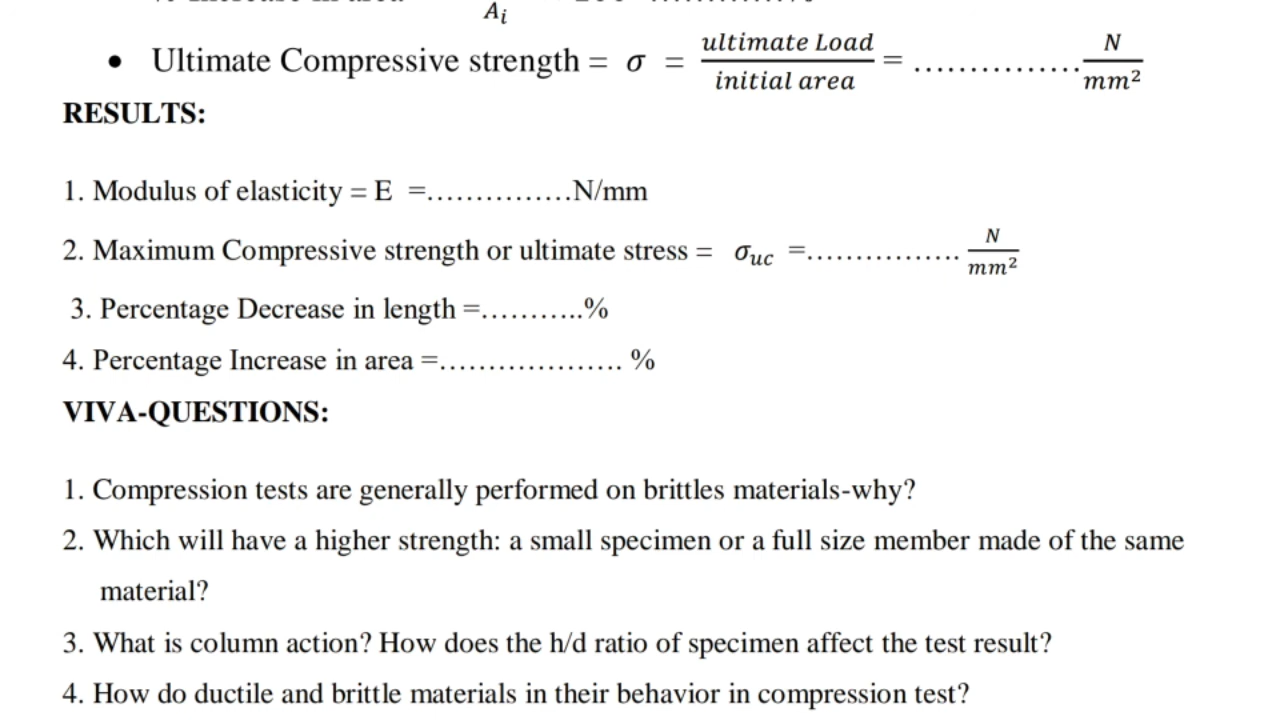 Aᵢ
• Ultimate Compressive strength = σ = ultimate Load / initial area = ............... N / mm²
RESULTS:
1. Modulus of elasticity = E =...............N/mm
2. Maximum Compressive strength or ultimate stress = σuc =................ N / mm²
3. Percentage Decrease in length =...........%
4. Percentage Increase in area =................... %
VIVA-QUESTIONS:
1. Compression tests are generally performed on brittles materials-why?
2. Which will have a higher strength: a small specimen or a full size member made of the same
material?
3. What is column action? How does the h/d ratio of specimen affect the test result?
4. How do ductile and brittle materials in their behavior in compression test?